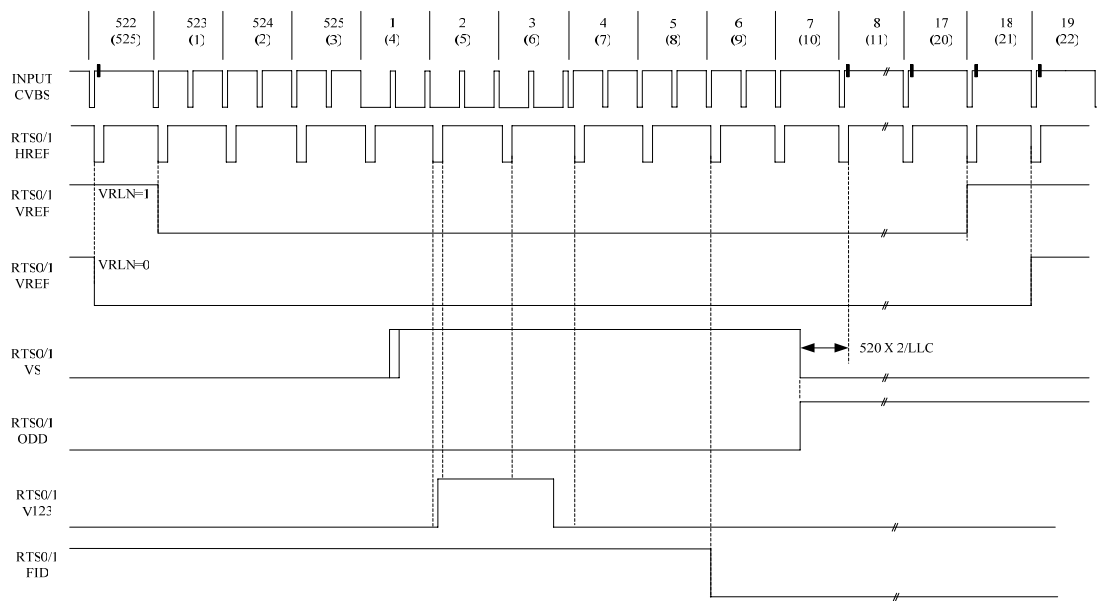 522 523 524 525 1 2 3 4 5 6 7 8 17 18 19
(525) (1) (2) (3) (4) (5) (6) (7) (8) (9) (10) (11) (20) (21) (22)
INPUT
CVBS
RTS0/1
HREF
RTS0/1
VREF
VRLN=1
RTS0/1
VREF
VRLN=0
RTS0/1
VS
520 X 2/LLC
RTS0/1
ODD
RTS0/1
V123
RTS0/1
FID